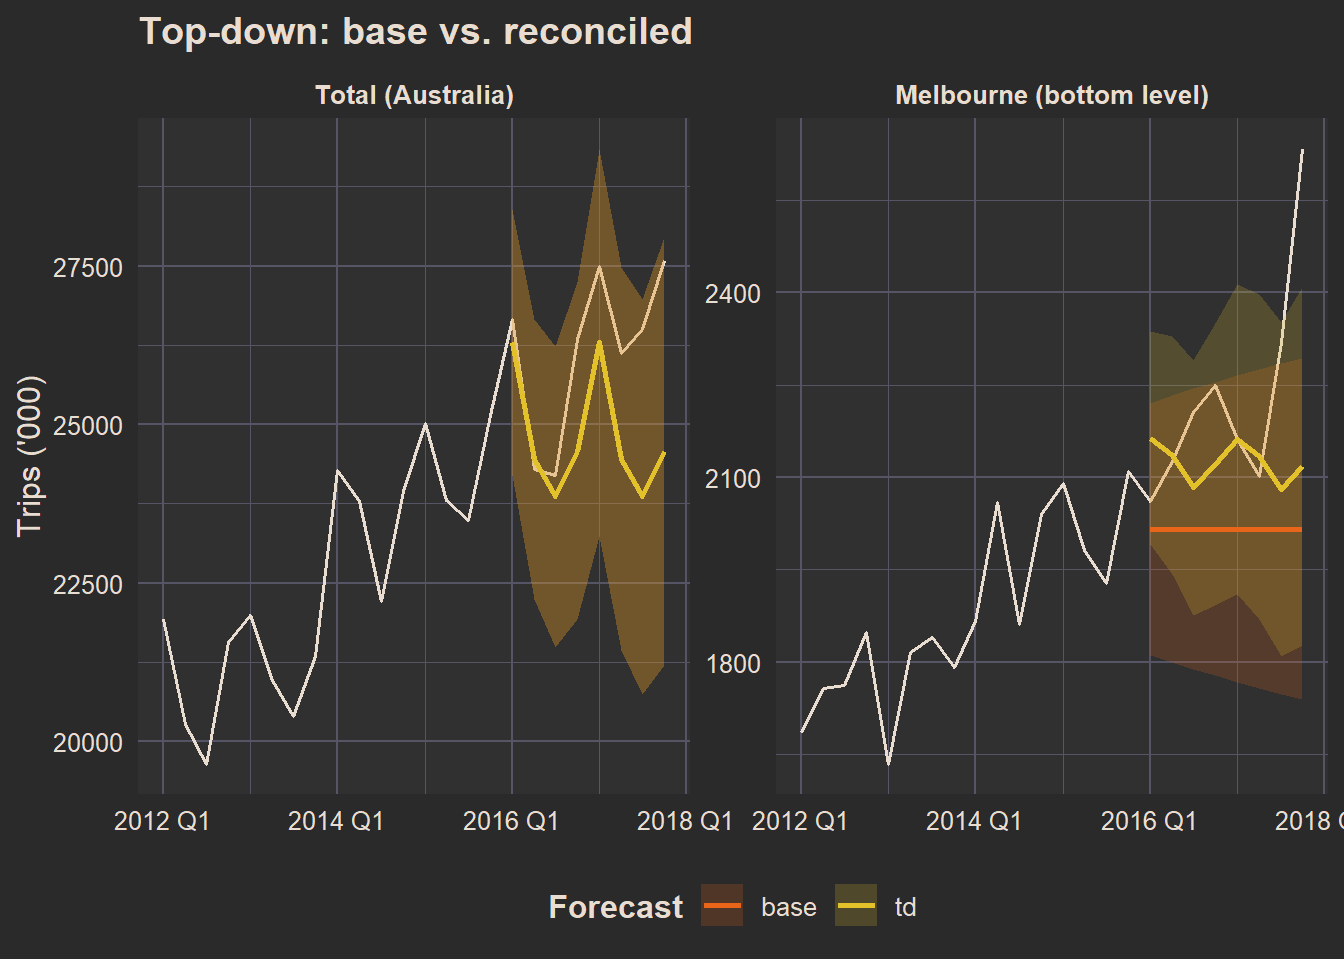 Top-down: base vs. reconciled
Total (Australia)
Melbourne (bottom level)
Trips ('000)
27500
25000
22500
20000
2400
2100
1800
2012 Q1
2014 Q1
2016 Q1
2018 Q1
2012 Q1
2014 Q1
2016 Q1
2018 Q
Forecast
base
td